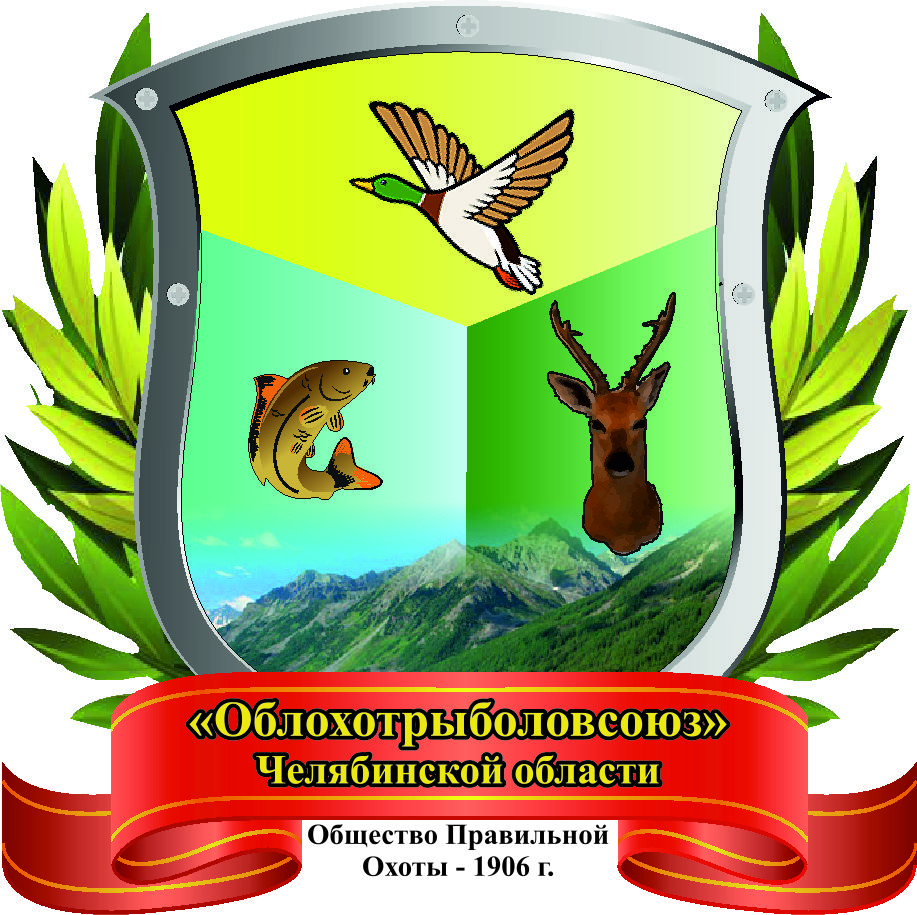 «Облохотрыболовсоюз»
Челябинской области
Общество Правильной
Охоты - 1906 г.